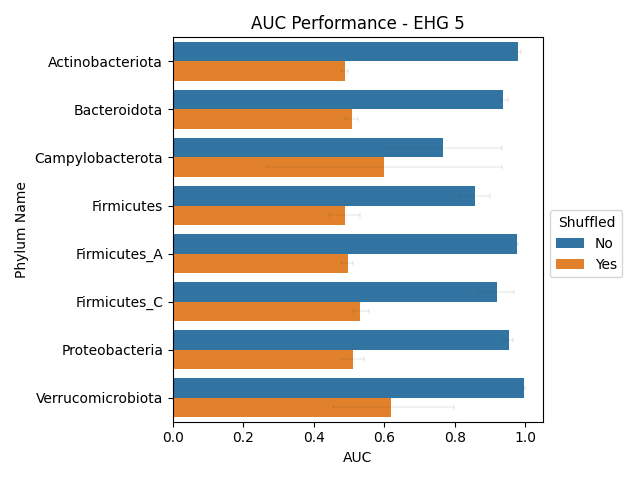 AUC Performance - EHG 5
Phylum Name
Actinobacteriota
Bacteroidota
Campylobacterota
Firmicutes
Firmicutes_A
Firmicutes_C
Proteobacteria
Verrucomicrobiota
Shuffled
No
Yes
0.0 0.2 0.4 0.6 0.8 1.0
AUC